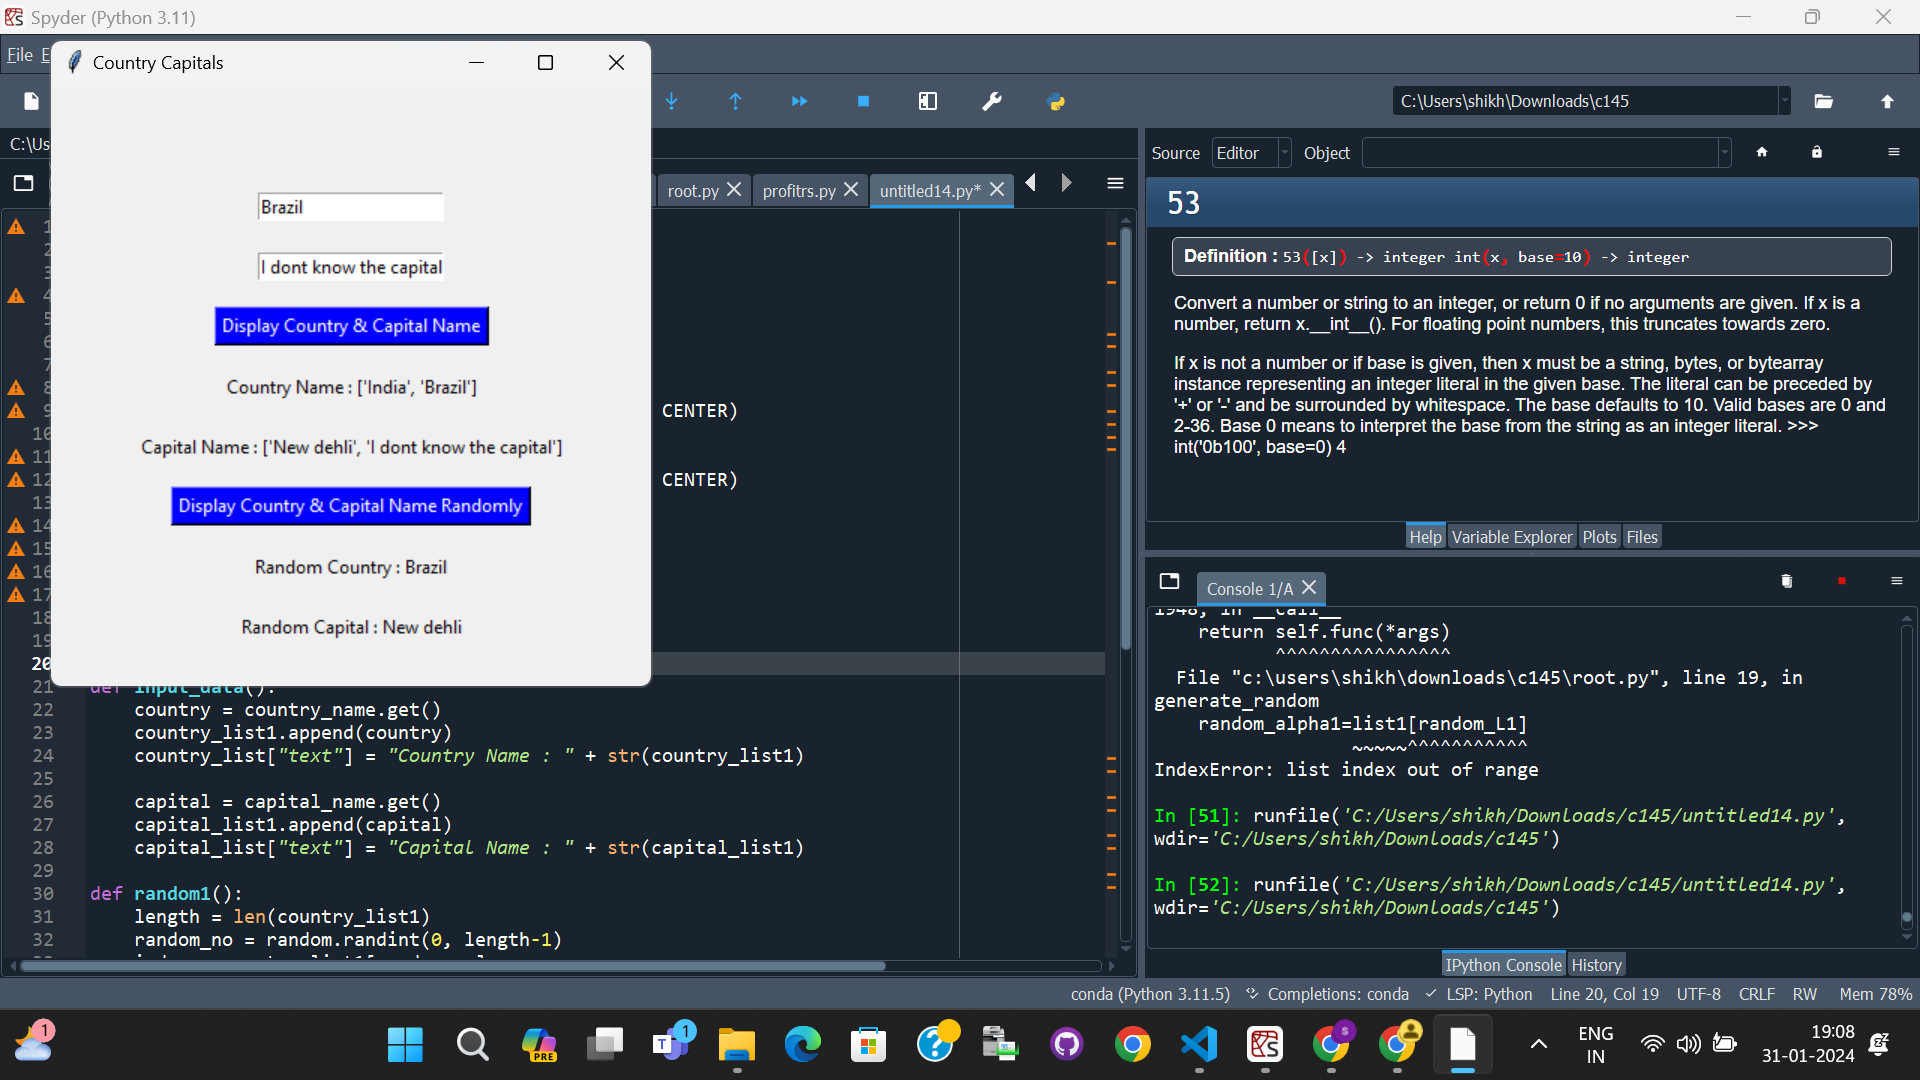 Spyder (Python 3.11)
File E
Country Capitals
C:\Users\shikh\Downloads\c145
C:\Us
root.py
profitrs.py
untitled14.py*
Source
Editor
Object
53
Definition : 53([x]) -> integer int(x, base=10) -> integer
Convert a number or string to an integer, or return 0 if no arguments are given. If x is a
number, return x.__int__(). For floating point numbers, this truncates towards zero.
If x is not a number or if base is given, then x must be a string, bytes, or bytearray
instance representing an integer literal in the given base. The literal can be preceded by
'+' or '-' and be surrounded by whitespace. The base defaults to 10. Valid bases are 0 and
2-36. Base 0 means to interpret the base from the string as an integer literal. >>>
int('0b100', base=0) 4
Help
Variable Explorer
Plots
Files
Brazil
I dont know the capital
Display Country & Capital Name
Country Name : ['India', 'Brazil']
Capital Name : ['New dehli', 'I dont know the capital']
Display Country & Capital Name Randomly
Random Country : Brazil
Random Capital : New dehli
1
2
3
4
5
6
7
8
9 CENTER)
10
11
12 CENTER)
13
14
15
16
17
18
19
20
21 def input_data():
22 country = country_name.get()
23 country_list1.append(country)
24 country_list["text"] = "Country Name : " + str(country_list1)
25
26 capital = capital_name.get()
27 capital_list1.append(capital)
28 capital_list["text"] = "Capital Name : " + str(capital_list1)
29
30 def random1():
31 length = len(country_list1)
32 random_no = random.randint(0, length-1)
Console 1/A
1948, in __call__
return self.func(*args)
^^^^^^^^^^^^^^^^
File "c:\users\shikh\downloads\c145\root.py", line 19, in
generate_random
random_alpha1=list1[random_L1]
~~~~~^^^^^^^^^^^
IndexError: list index out of range
In [51]: runfile('C:/Users/shikh/Downloads/c145/untitled14.py',
wdir='C:/Users/shikh/Downloads/c145')
In [52]: runfile('C:/Users/shikh/Downloads/c145/untitled14.py',
wdir='C:/Users/shikh/Downloads/c145')
IPython Console
History
conda (Python 3.11.5)
Completions: conda
LSP: Python
Line 20, Col 19
UTF-8
CRLF
RW
Mem 78%
1
PRE
1
T
S
ENG
IN
19:08
31-01-2024